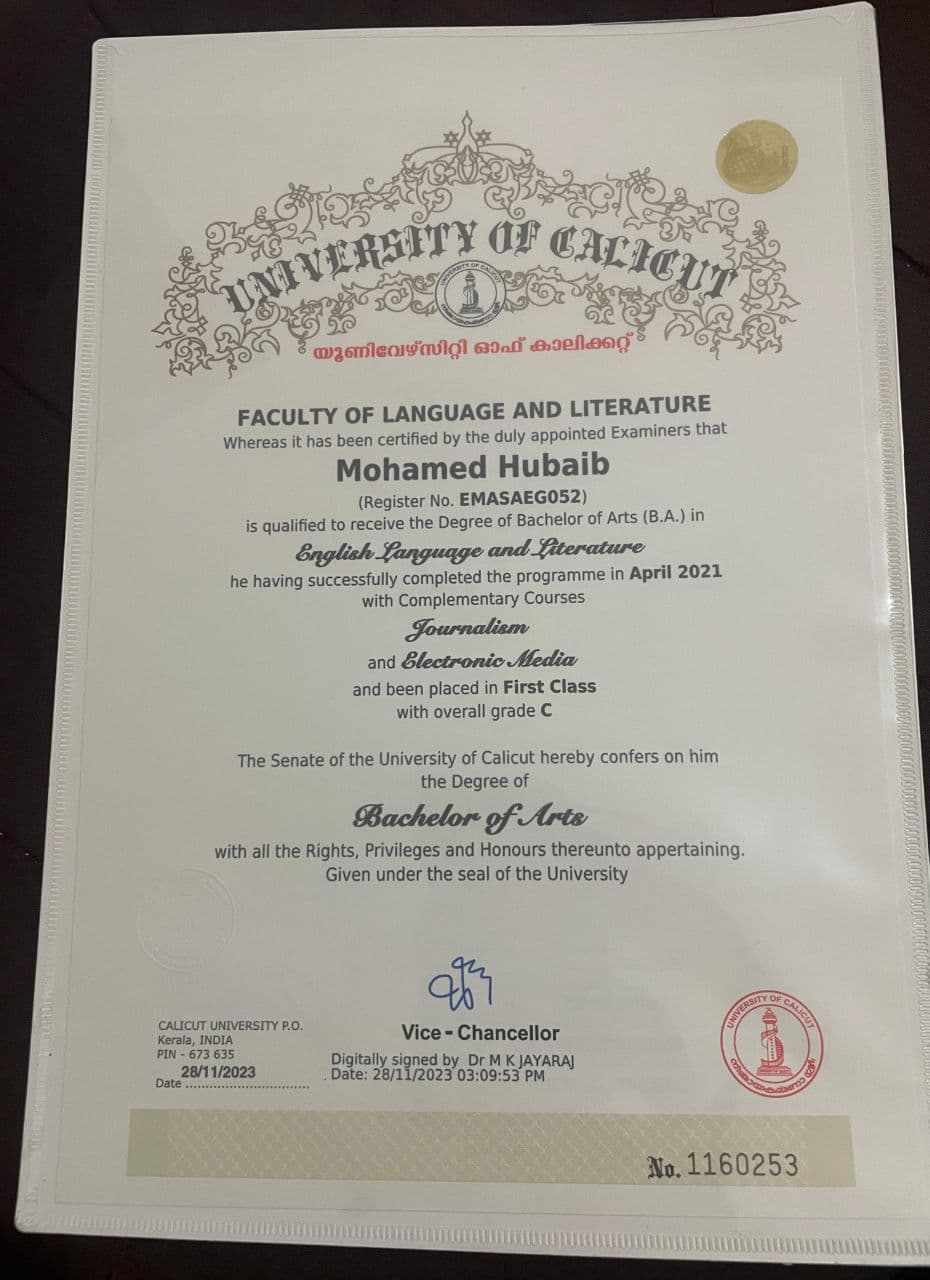 UNIVERSITY OF CALICUT
UNIVERSITY OF CALICUT
യൂണിവേഴ്സിറ്റി ഓഫ് കാലിക്കറ്റ്
FACULTY OF LANGUAGE AND LITERATURE
Whereas it has been certified by the duly appointed Examiners that
Mohamed Hubaib
(Register No. EMASAEG052)
is qualified to receive the Degree of Bachelor of Arts (B.A.) in
English Language and Literature
he having successfully completed the programme in April 2021
with Complementary Courses
Journalism
and Electronic Media
and been placed in First Class
with overall grade C
The Senate of the University of Calicut hereby confers on him
the Degree of
Bachelor of Arts
with all the Rights, Privileges and Honours thereunto appertaining.
Given under the seal of the University
Vice-Chancellor
Digitally signed by Dr M K JAYARAJ
Date: 28/11/2023 03:09:53 PM
CALICUT UNIVERSITY P.O.
Kerala, INDIA
PIN - 673 635
28/11/2023
Date ................................
UNIVERSITY OF CALICUT
നിർമ്മായകർമ്മണാ ശ്രീഃ
No. 1160253